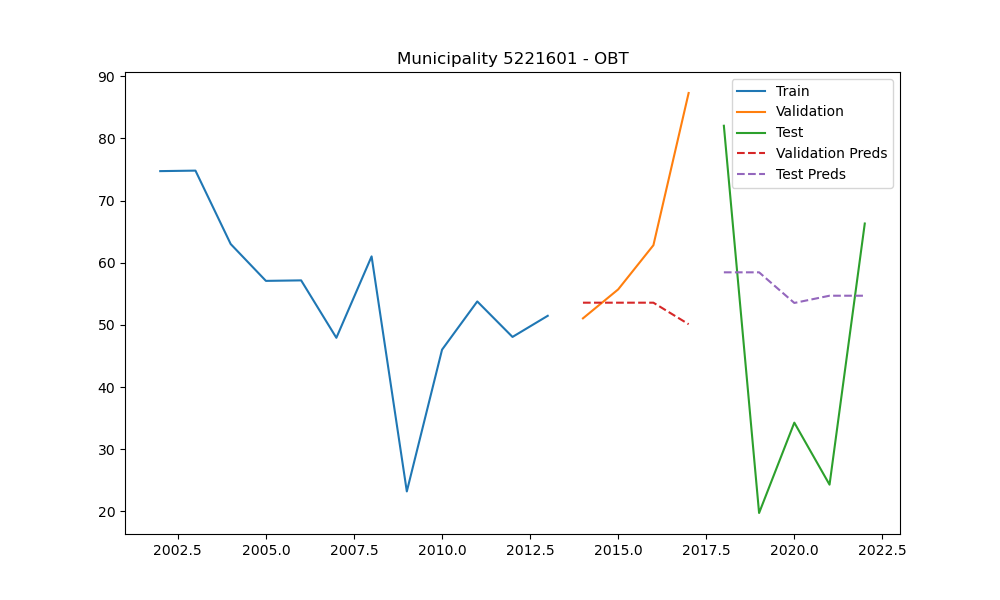 Municipality 5221601 - OBT
90
80
70
60
50
40
30
20
2002.5 2005.0 2007.5 2010.0 2012.5 2015.0 2017.5 2020.0 2022.5
Train
Validation
Test
Validation Preds
Test Preds